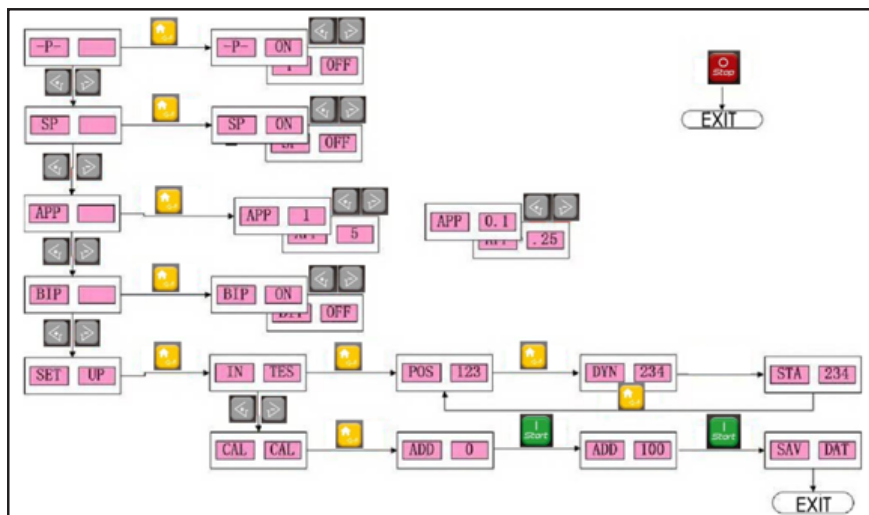 -P- -P- ON
OFF
Stop
SP SP ON EXIT
OFF
APP APP 1 APP 0.1
5 .25
BIP BIP ON
OFF
SET UP IN TES POS 123 DYN 234 STA 234
CAL CAL ADD 0 Start ADD 100 Start SAV DAT
EXIT